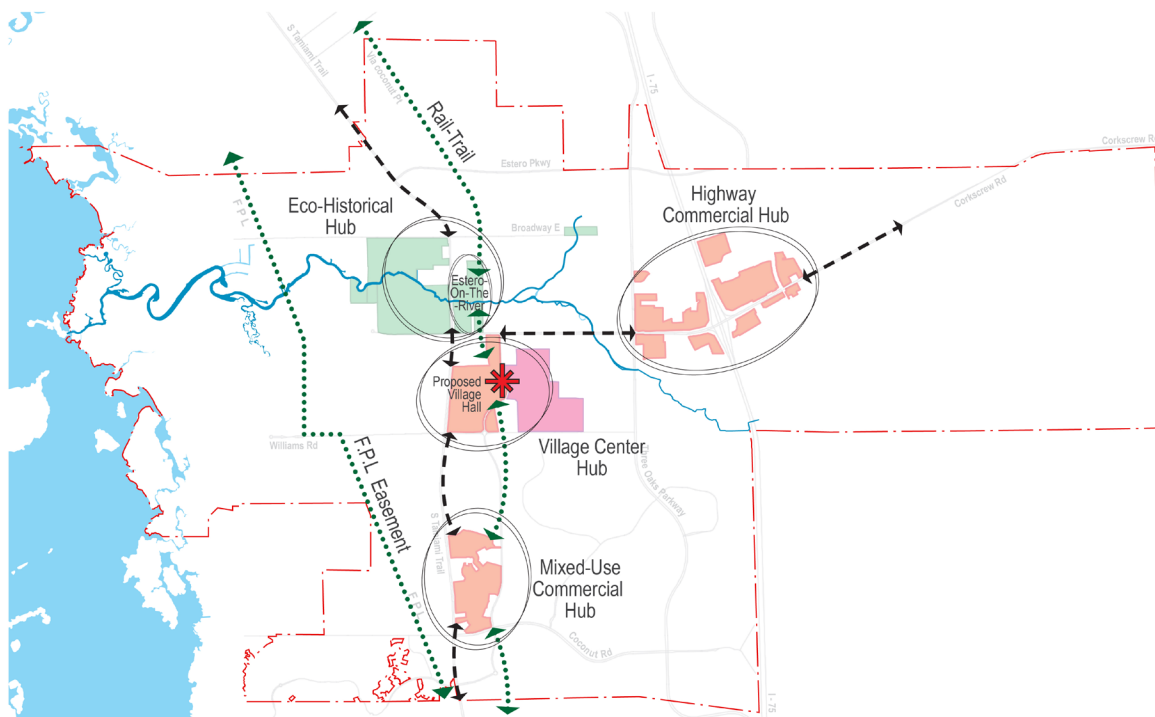 S Tamiami Trail
Via coconut Pt
Rail-Trail
I - 75
Corkscrew Rd
Estero Pkwy
Corkscrew Rd
F P L
Eco-Historical
Hub
Broadway E
Highway
Commercial Hub
Estero-
On-The
-River
Proposed
Village
Hall
Williams Rd
Village Center
Hub
Three Oaks Parkway
F.P.L Easement
S Tamiami Trail
Mixed-Use
Commercial
Hub
F.P.L
Coconut Rd
I - 75